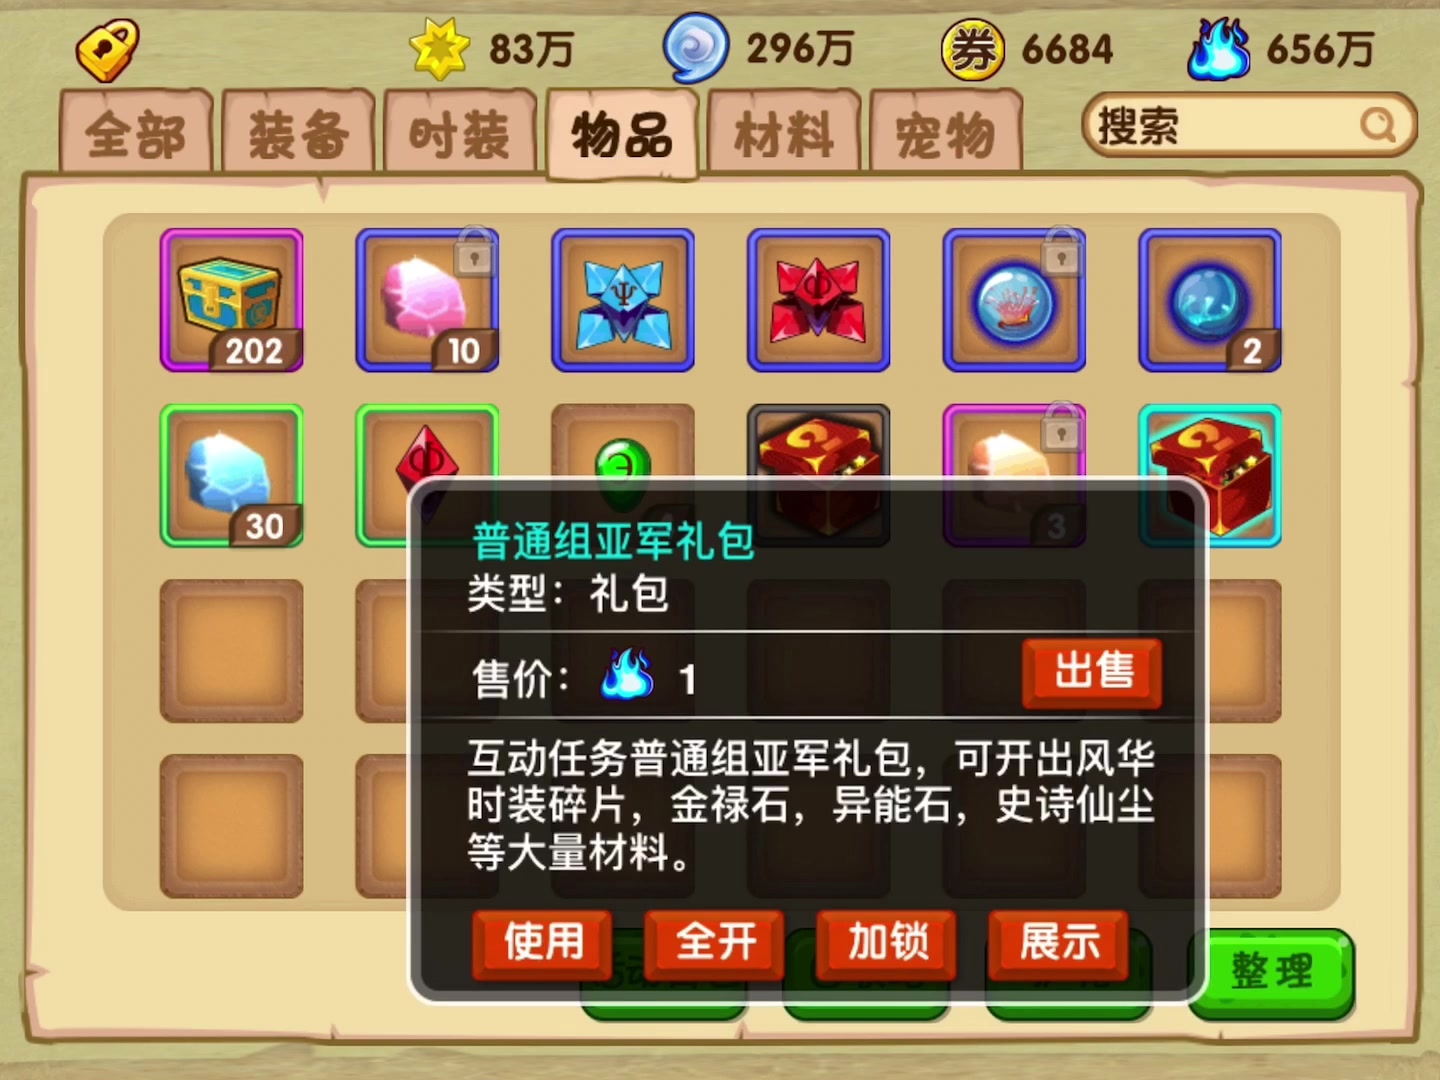 83万
296万
券 6684
656万
全部
装备
时装
物品
材料
宠物
搜索
202
10
Ψ
Φ
2
30
Φ
3
普通组亚军礼包
类型：礼包
售价： 1
出售
互动任务普通组亚军礼包，可开出风华
时装碎片，金禄石，异能石，史诗仙尘
等大量材料。
使用
全开
加锁
展示
整理